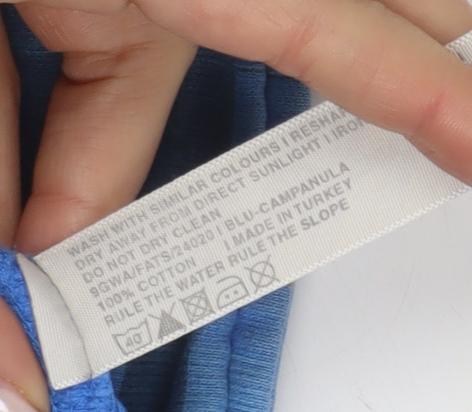 WASH WITH SIMILAR COLOURS I RESHA
DRY AWAY FROM DIRECT SUNLIGHT I IRO
DO NOT DRY CLEAN
9GWA/FATS/24020 I BLU-CAMPANULA
100% COTTON I MADE IN TURKEY
RULE THE WATER RULE THE SLOPE
40°